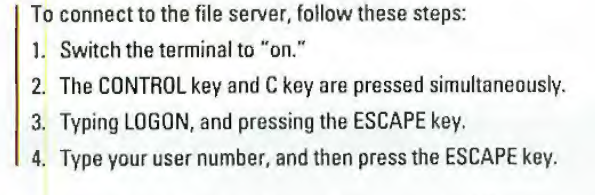 To connect to the file server, follow these steps:
1. Switch the terminal to "on."
2. The CONTROL key and C key are pressed simultaneously.
3. Typing LOGON, and pressing the ESCAPE key.
4. Type your user number, and then press the ESCAPE key.